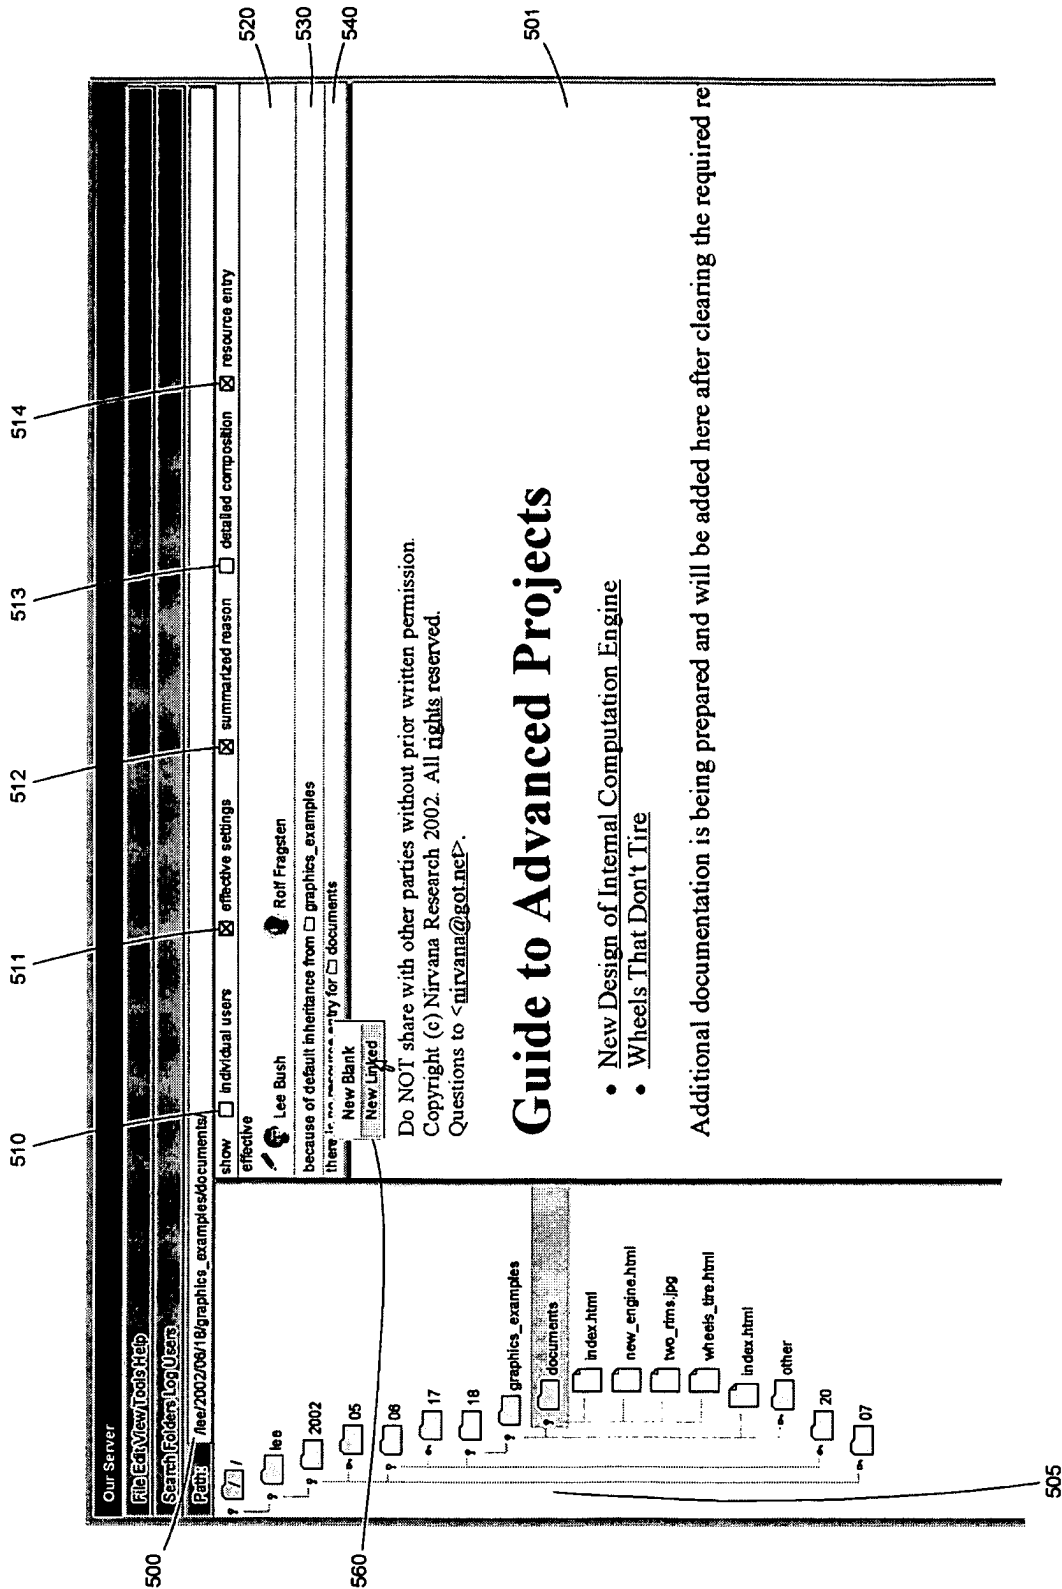 510
511
512
513
514
520
530
540
501
500
560
505
Our Server
File Edit View Tools Help
Search Folders Log Users
Path: /lee/2002/06/18/graphics_examples/documents/
show individual users effective settings summarized reason detailed composition resource entry
effective
Lee Bush Rolf Fragsten
because of default inheritance from graphics_examples
there is no resource entry for documents
New Blank
New Linked
/
lee
2002
05
06
17
18
graphics_examples
documents
index.html
new_engine.html
two_rims.jpg
wheels_tire.html
index.html
other
20
07
Do NOT share with other parties without prior written permission.
Copyright (c) Nirvana Research 2002. All rights reserved.
Questions to <nirvana@got.net>.
Guide to Advanced Projects
• New Design of Internal Computation Engine
• Wheels That Don't Tire
Additional documentation is being prepared and will be added here after clearing the required re